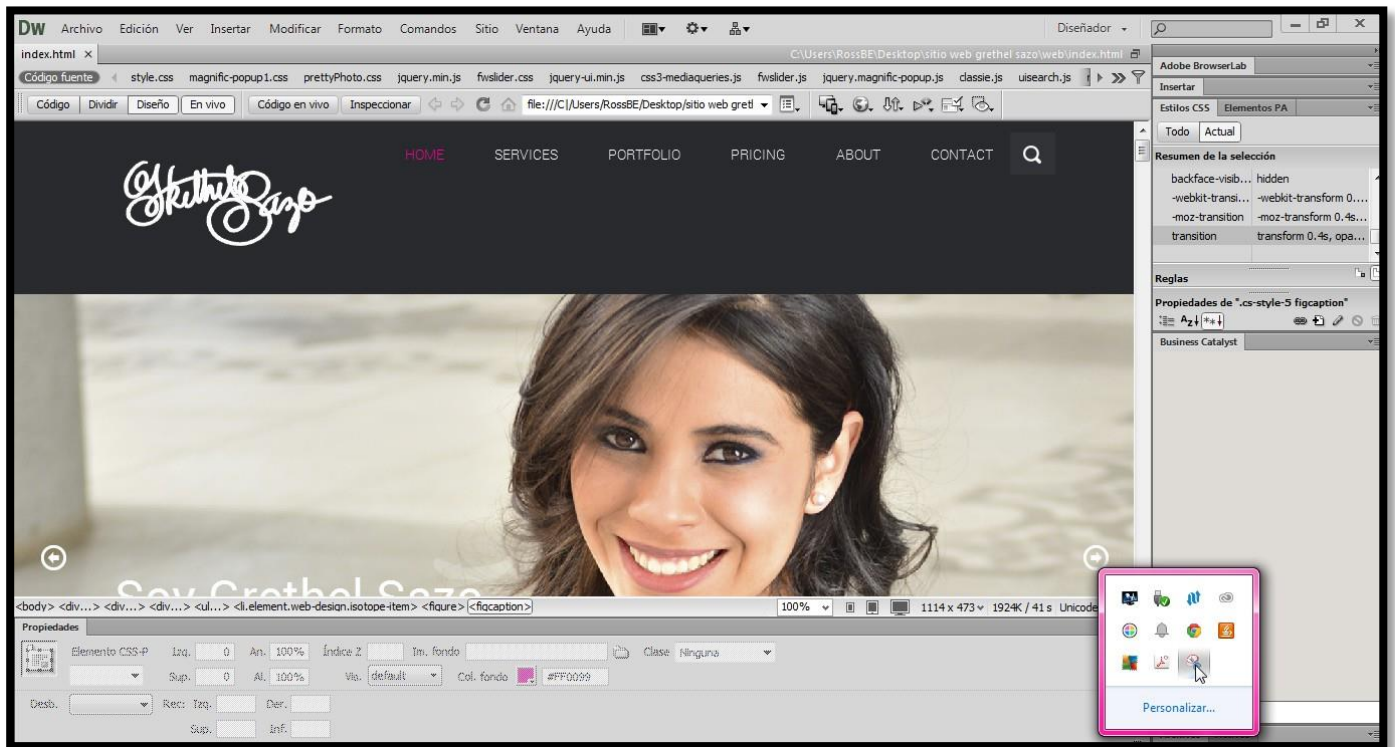 DW Archivo Edición Ver Insertar Modificar Formato Comandos Sitio Ventana Ayuda Diseñador
index.html × C:\Users\RossBE\Desktop\sitio web grethel sazo\web\index.html
Código fuente style.css magnific-popup1.css prettyPhoto.css jquery.min.js fwslider.css jquery-ui.min.js css3-mediaqueries.js fwslider.js jquery.magnific-popup.js classie.js uisearch.js
Código Dividir Diseño En vivo Código en vivo Inspeccionar file:///C|/Users/RossBE/Desktop/sitio web gretl
HOME SERVICES PORTFOLIO PRICING ABOUT CONTACT
Grethel Sazo
Soy Grethel Sazo
Adobe BrowserLab
Insertar
Estilos CSS Elementos PA
Todo Actual
Resumen de la selección
backface-visib... hidden
-webkit-transi... -webkit-transform 0....
-moz-transition -moz-transform 0.4s...
transition transform 0.4s, opa...
Reglas
Propiedades de ".cs-style-5 figcaption"
Business Catalyst
<body> <div...> <div...> <div...> <ul...> <li.element.web-design.isotope-item> <figure> <figcaption> 100% 1114 x 473 1924K / 41 s Unicode
Propiedades
Elemento CSS-P Izq. 0 An. 100% Índice Z Im. fondo Clase Ninguna
Sup. 0 Al. 100% Vis. default Col. fondo #FF0099
Desb. Rec: Izq. Der.
Sup. Inf.
Personalizar...